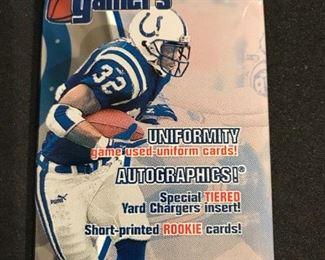 gamers
32
UNIFORMITY
game used-uniform cards!
AUTOGRAPHICS!®
Special TIERED
Yard Chargers insert!
Short-printed ROOKIE cards!